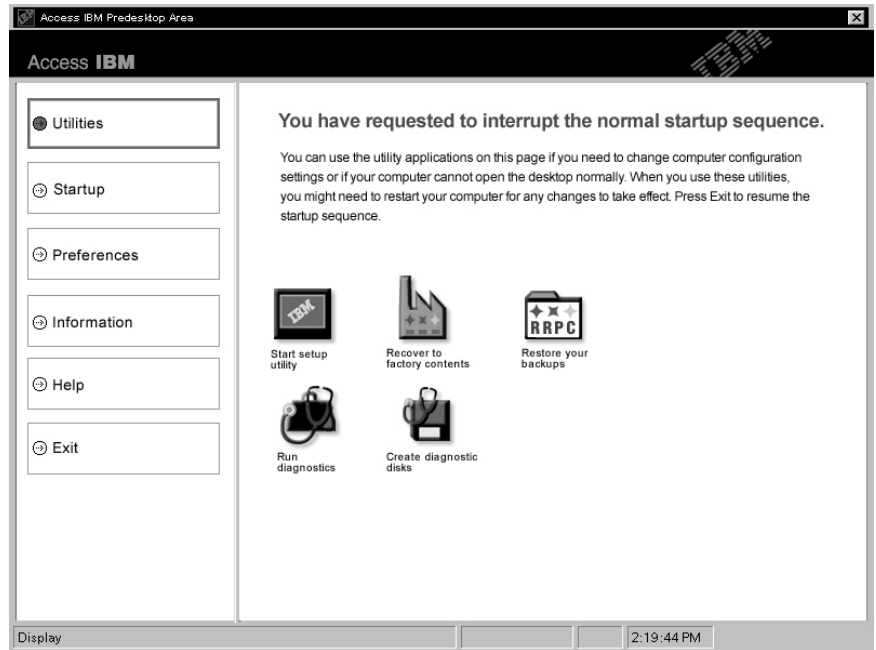 Access IBM Predesktop Area
Access IBM
IBM
Utilities
Startup
Preferences
Information
Help
Exit
You have requested to interrupt the normal startup sequence.
You can use the utility applications on this page if you need to change computer configuration
settings or if your computer cannot open the desktop normally. When you use these utilities,
you might need to restart your computer for any changes to take effect. Press Exit to resume the
startup sequence.
IBM
Start setup
utility
Recover to
factory contents
RRPC
Restore your
backups
Run
diagnostics
Create diagnostic
disks
Display
2:19:44 PM